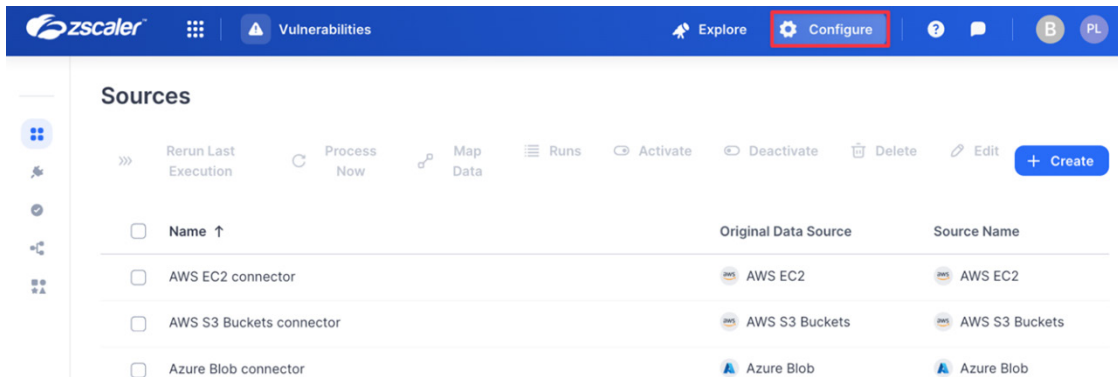 zscaler™ Vulnerabilities Explore Configure ? B PL
Sources
Rerun Last Execution Process Now Map Data Runs Activate Deactivate Delete Edit + Create
Name ↑ Original Data Source Source Name
AWS EC2 connector aws AWS EC2 aws AWS EC2
AWS S3 Buckets connector aws AWS S3 Buckets aws AWS S3 Buckets
Azure Blob connector Azure Blob Azure Blob